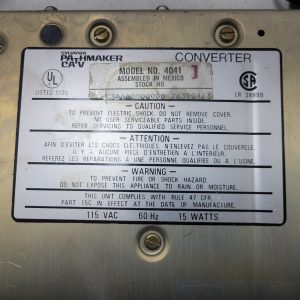 SYLVANIA
PATHMAKER
CATV
CONVERTER
MODEL NO. 4041
ASSEMBLED IN MEXICO
STOCK NO.
UL
LISTED 512U
LR 38999
CAUTION
TO PREVENT ELECTRIC SHOCK, DO NOT REMOVE COVER.
NO USER SERVICEABLE PARTS INSIDE.
REFER SERVICING TO QUALIFIED SERVICE PERSONNEL.
ATTENTION
AFIN D'EVITER LES CHOCS ELECTRIQUES, N'ENLEVEZ PAS LE COUVERCLE.
IL Y A AUCUNE PIECE D'ENTRETIEN A L'INTERIEUR.
REFEREZ LES REPARATIONS A UNE PERSONNE QUALIFIEE OU A L'USINE.
WARNING
TO PREVENT FIRE OR SHOCK HAZARD.
DO NOT EXPOSE THIS APPLIANCE TO RAIN OR MOISTURE.
THIS UNIT COMPLIES WITH RULE 47 CFR
PART 15C IN EFFECT AT THE DATE OF MANUFACTURE.
115 VAC 60 Hz 15 WATTS